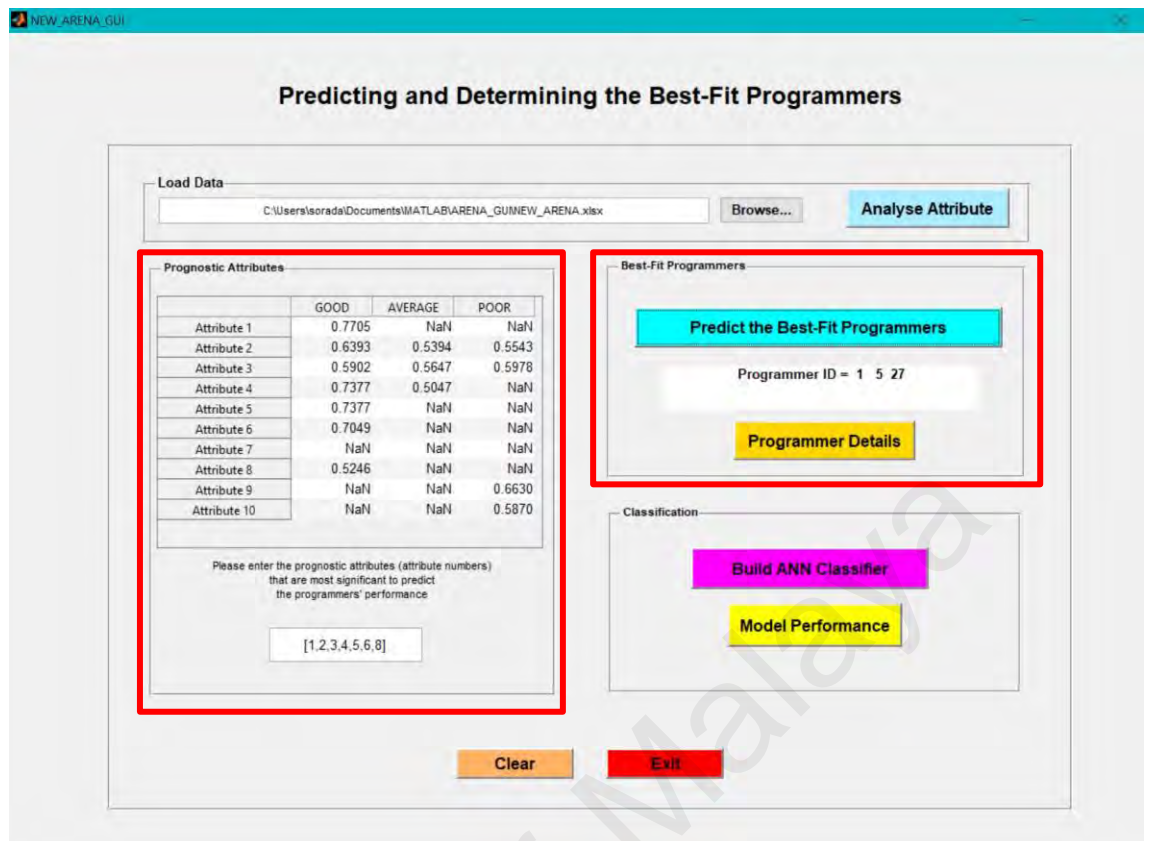 NEW_ARENA_GUI
Predicting and Determining the Best-Fit Programmers
Load Data
C:\Users\sorada\Documents\MATLAB\ARENA_GUI\NEW_ARENA.xlsx
Browse...
Analyse Attribute
Prognostic Attributes
GOOD AVERAGE POOR
Attribute 1 0.7705 NaN NaN
Attribute 2 0.6393 0.5394 0.5543
Attribute 3 0.5902 0.5647 0.5978
Attribute 4 0.7377 0.5047 NaN
Attribute 5 0.7377 NaN NaN
Attribute 6 0.7049 NaN NaN
Attribute 7 NaN NaN NaN
Attribute 8 0.5246 NaN NaN
Attribute 9 NaN NaN 0.6630
Attribute 10 NaN NaN 0.5870
Please enter the prognostic attributes (attribute numbers)
that are most significant to predict
the programmers' performance
[1,2,3,4,5,6,8]
Best-Fit Programmers
Predict the Best-Fit Programmers
Programmer ID = 1 5 27
Programmer Details
Classification
Build ANN Classifier
Model Performance
Clear
Exit
Malaya